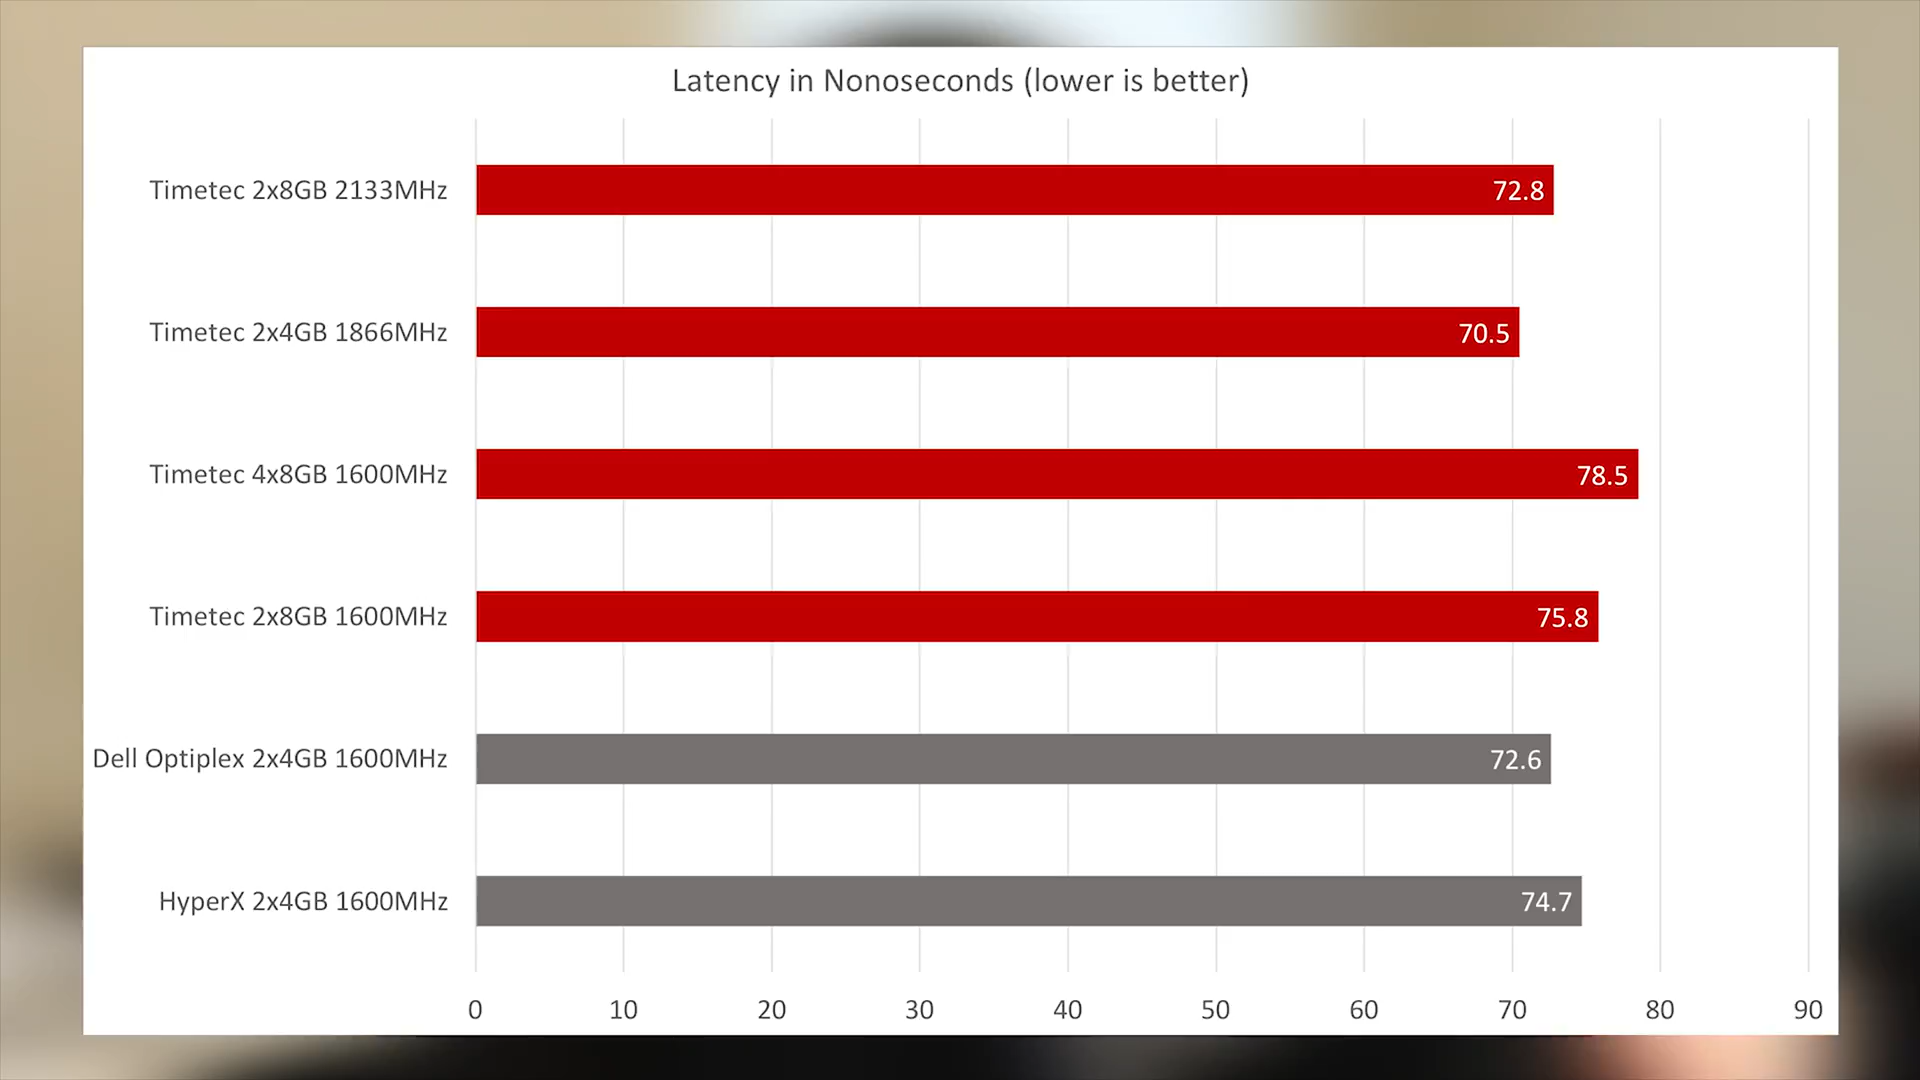 Latency in Nonoseconds (lower is better)
Timetec 2x8GB 2133MHz 72.8
Timetec 2x4GB 1866MHz 70.5
Timetec 4x8GB 1600MHz 78.5
Timetec 2x8GB 1600MHz 75.8
Dell Optiplex 2x4GB 1600MHz 72.6
HyperX 2x4GB 1600MHz 74.7
0 10 20 30 40 50 60 70 80 90